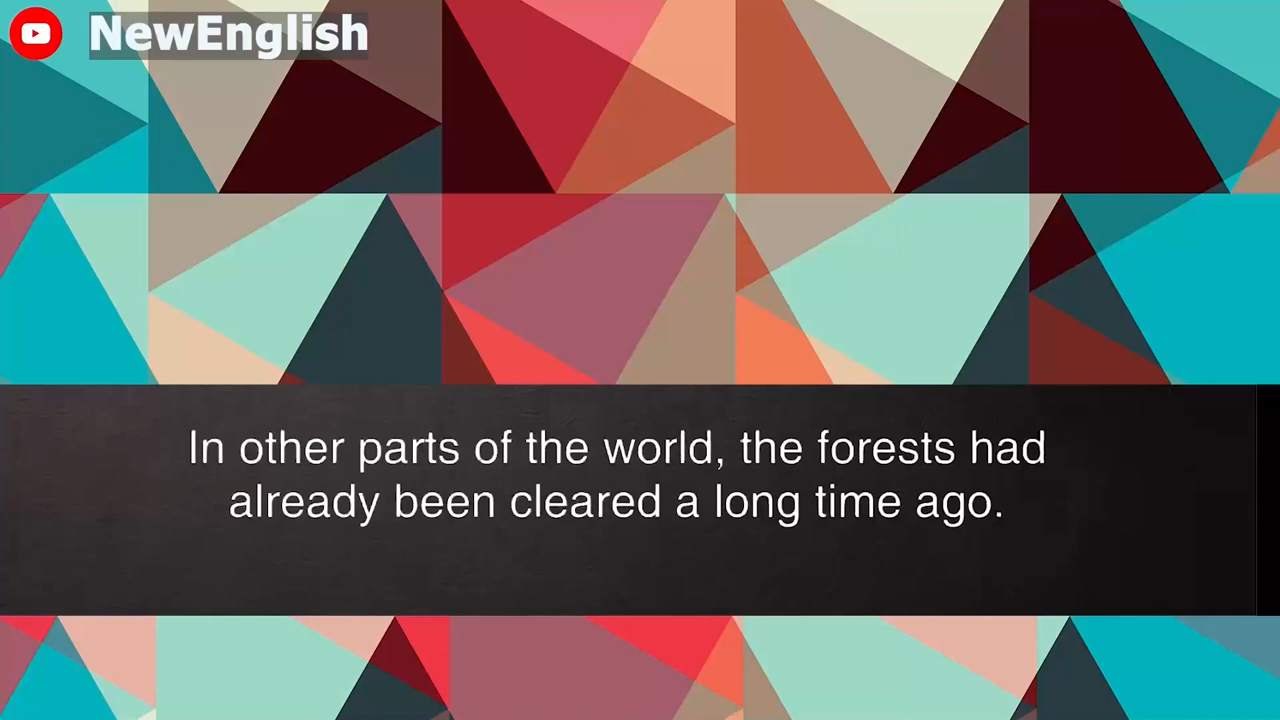 NewEnglish
In other parts of the world, the forests had
already been cleared a long time ago.